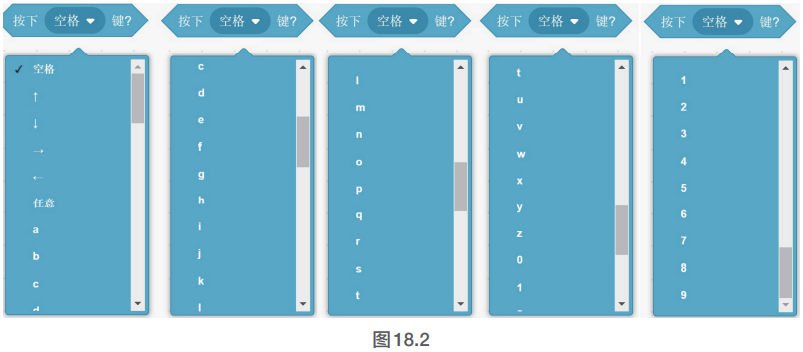 按下 空格 键?
✓ 空格
↑
↓
→
←
任意
a
b
c
d
按下 空格 键?
c
d
e
f
g
h
i
j
k
l
按下 空格 键?
l
m
n
o
p
q
r
s
t
按下 空格 键?
t
u
v
w
x
y
z
0
1
按下 空格 键?
1
2
3
4
5
6
7
8
9
图18.2